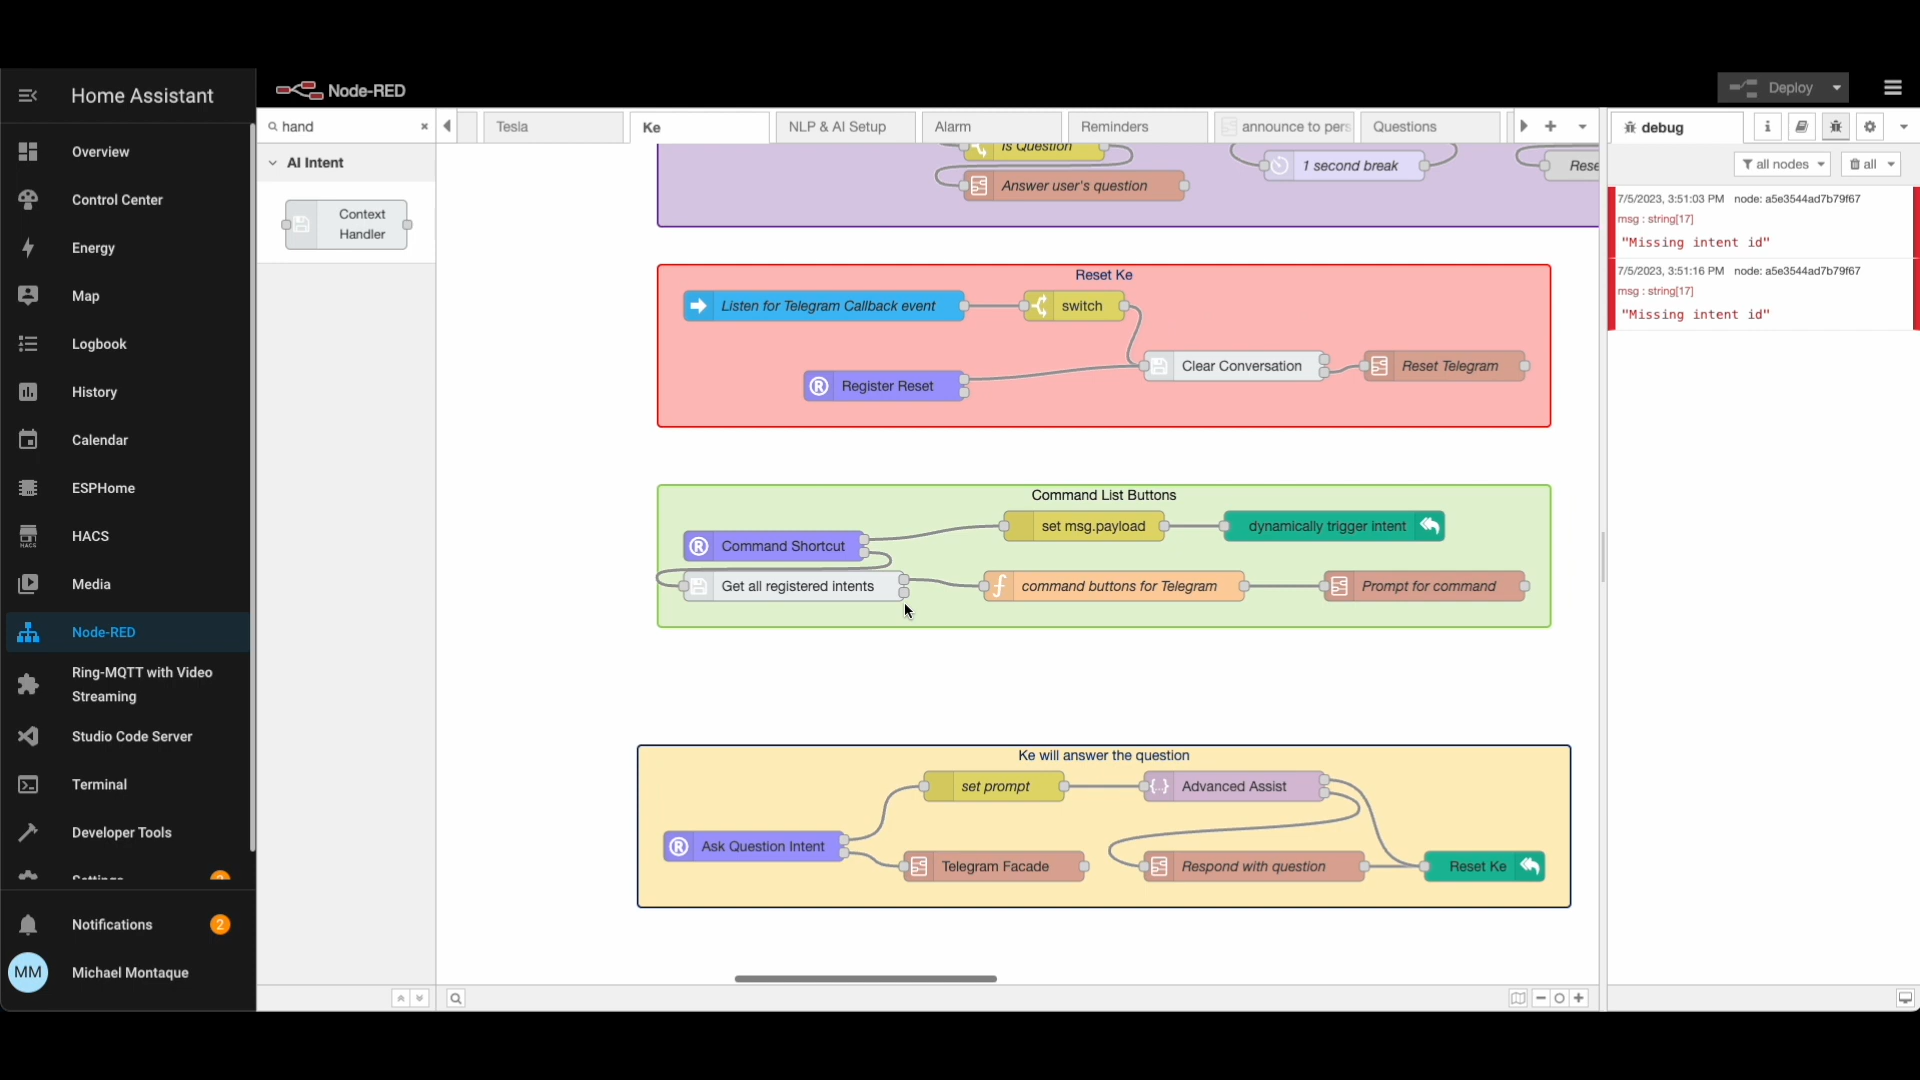 Home Assistant
Node-RED
Deploy
hand
Tesla
Ke
NLP & AI Setup
Alarm
Reminders
announce to pers
Questions
debug
Overview
Control Center
Energy
Map
Logbook
History
Calendar
ESPHome
HACS
HACS
Media
Node-RED
Ring-MQTT with Video
Streaming
Studio Code Server
Terminal
Developer Tools
Settings
Notifications
2
MM
Michael Montaque
AI Intent
Context
Handler
Is Question
Answer user's question
1 second break
Rese
Reset Ke
Listen for Telegram Callback event
switch
Clear Conversation
Reset Telegram
Register Reset
Command List Buttons
set msg.payload
dynamically trigger intent
Command Shortcut
Get all registered intents
command buttons for Telegram
Prompt for command
Ke will answer the question
set prompt
Advanced Assist
Ask Question Intent
Telegram Facade
Respond with question
Reset Ke
all nodes
all
7/5/2023, 3:51:03 PM node: a5e3544ad7b79f67
msg : string[17]
"Missing intent id"
7/5/2023, 3:51:16 PM node: a5e3544ad7b79f67
msg : string[17]
"Missing intent id"